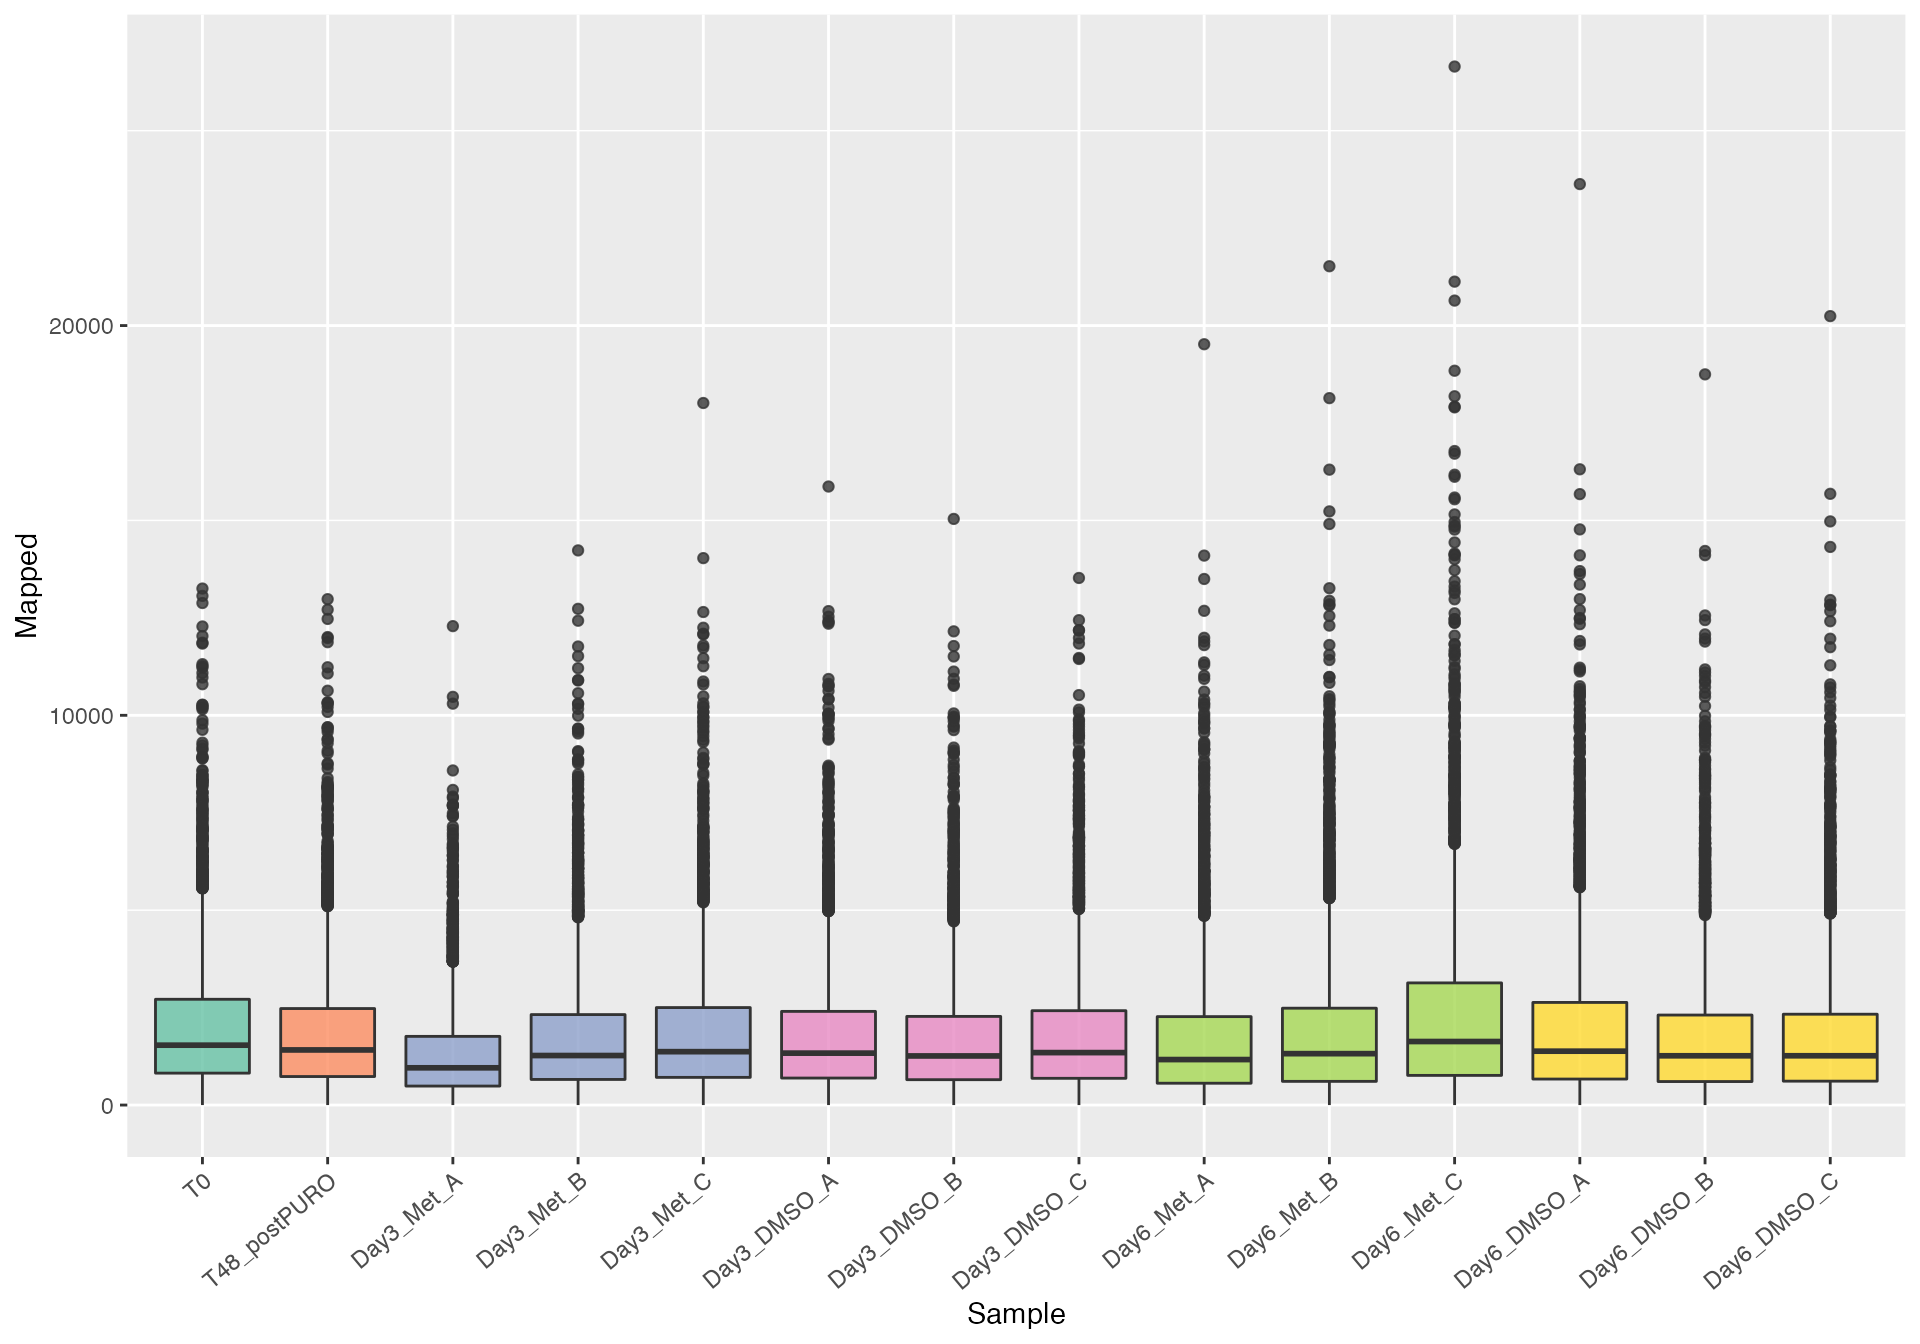 Mapped
20000
10000
0
T0
T48_postPURO
Day3_Met_A
Day3_Met_B
Day3_Met_C
Day3_DMSO_A
Day3_DMSO_B
Day3_DMSO_C
Day6_Met_A
Day6_Met_B
Day6_Met_C
Day6_DMSO_A
Day6_DMSO_B
Day6_DMSO_C
Sample